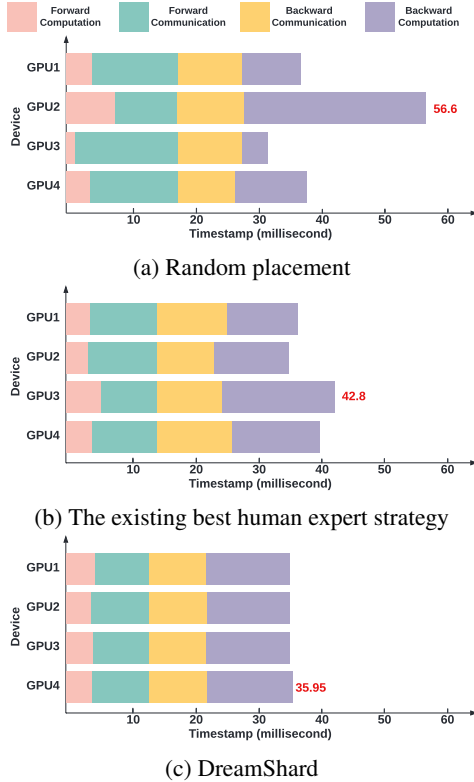 Forward Computation
Forward Communication
Backward Communication
Backward Computation
Device
GPU1
GPU2
56.6
GPU3
GPU4
10 20 30 40 50 60
Timestamp (millisecond)
(a) Random placement
Device
GPU1
GPU2
GPU3
42.8
GPU4
10 20 30 40 50 60
Timestamp (millisecond)
(b) The existing best human expert strategy
Device
GPU1
GPU2
GPU3
GPU4
35.95
10 20 30 40 50 60
Timestamp (millisecond)
(c) DreamShard